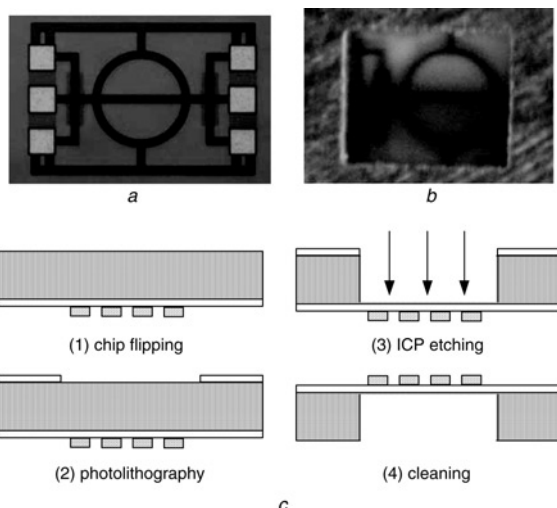 a
b
(1) chip flipping
(3) ICP etching
(2) photolithography
(4) cleaning
c